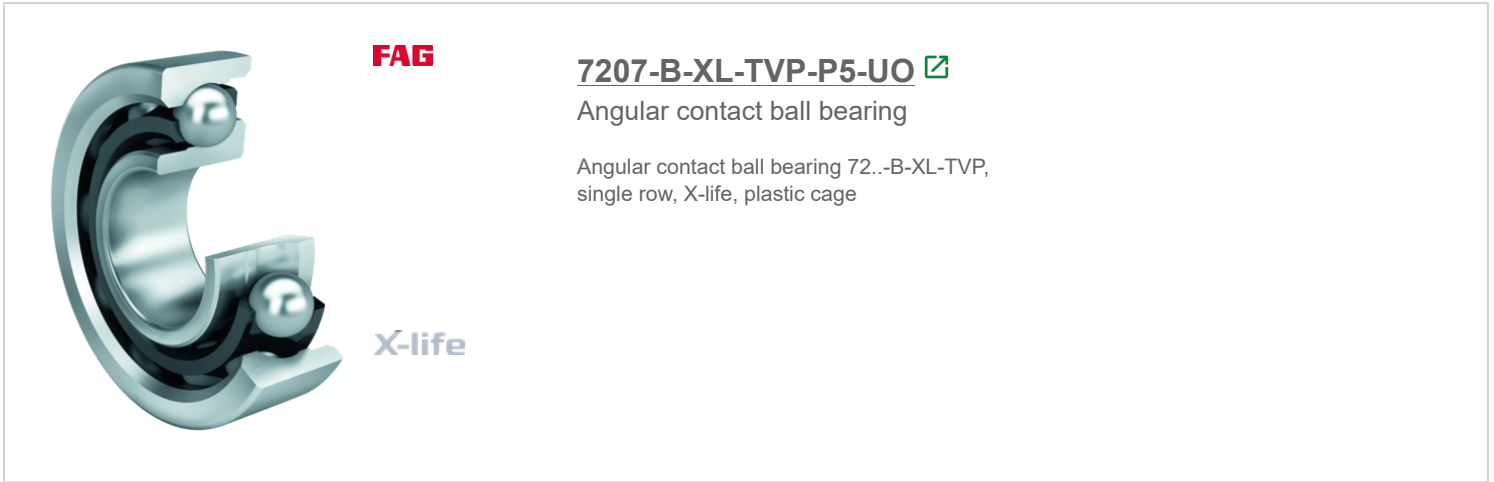 FAG
7207-B-XL-TVP-P5-UO
Angular contact ball bearing
Angular contact ball bearing 72..-B-XL-TVP,
single row, X-life, plastic cage
X-life